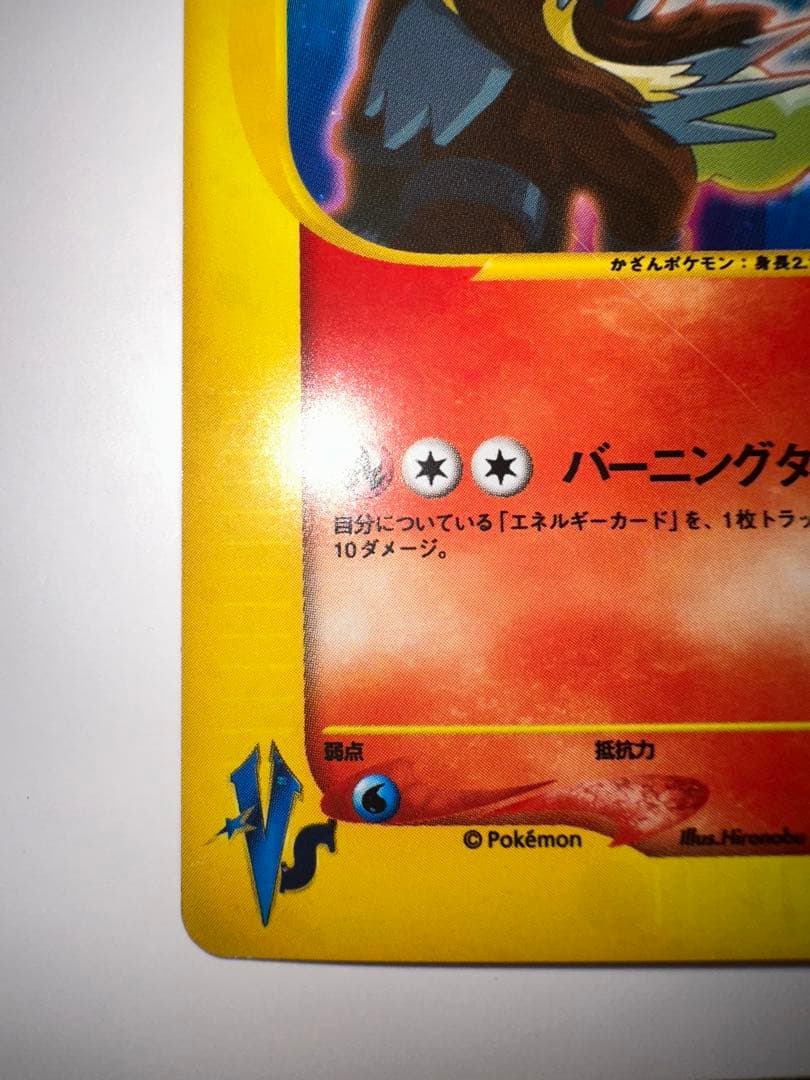 かざんポケモン：身長2.
バーニングタ
自分についている「エネルギーカード」を、1枚トラッ
10ダメージ。
弱点 抵抗力
VS
© Pokémon Illus. Hironobu